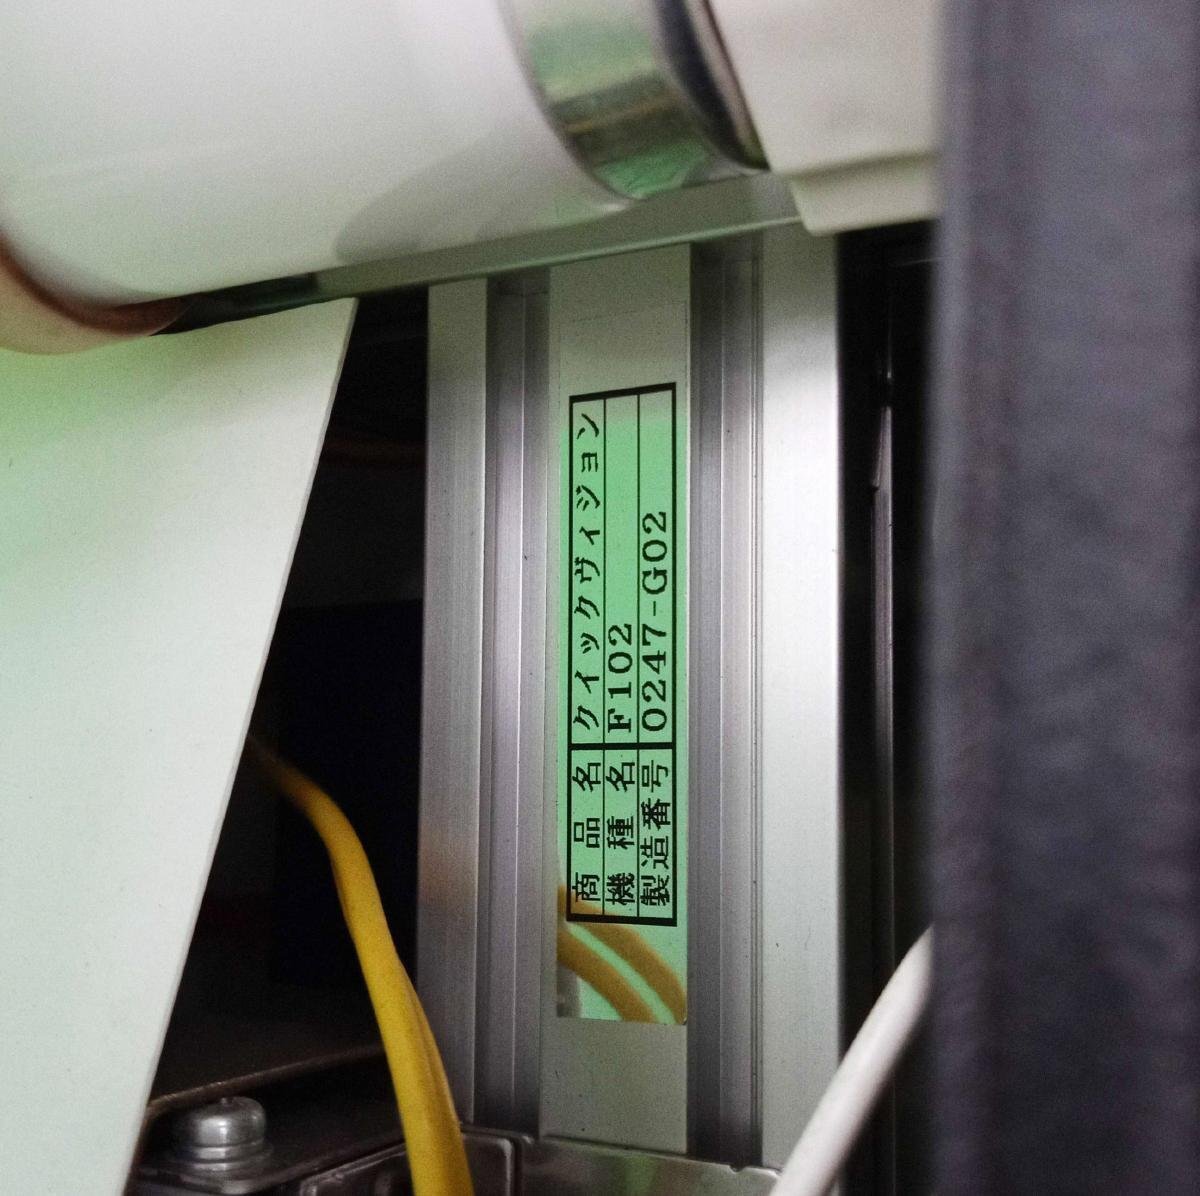 商品名 クイックヴィジョン
機種名 F102
製造番号 0247-G02